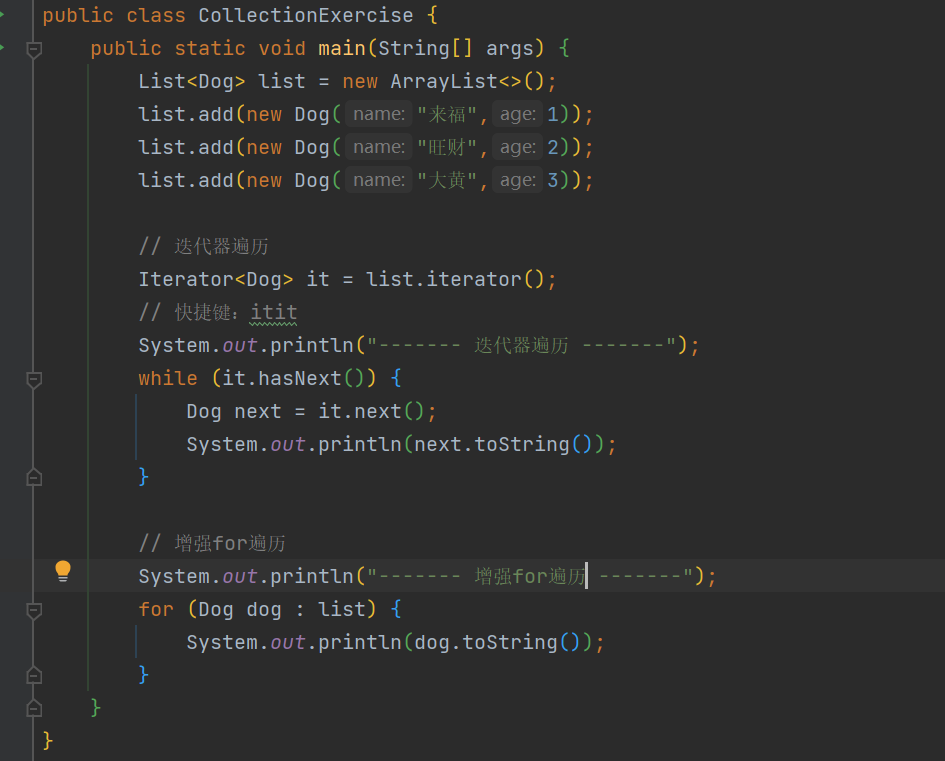 public class CollectionExercise {
public static void main(String[] args) {
List<Dog> list = new ArrayList<>();
list.add(new Dog( name: "来福", age: 1));
list.add(new Dog( name: "旺财", age: 2));
list.add(new Dog( name: "大黄", age: 3));
// 迭代器遍历
Iterator<Dog> it = list.iterator();
// 快捷键：itit
System.out.println("------- 迭代器遍历 -------");
while (it.hasNext()) {
Dog next = it.next();
System.out.println(next.toString());
}
// 增强for遍历
System.out.println("------- 增强for遍历 -------");
for (Dog dog : list) {
System.out.println(dog.toString());
}
}
}